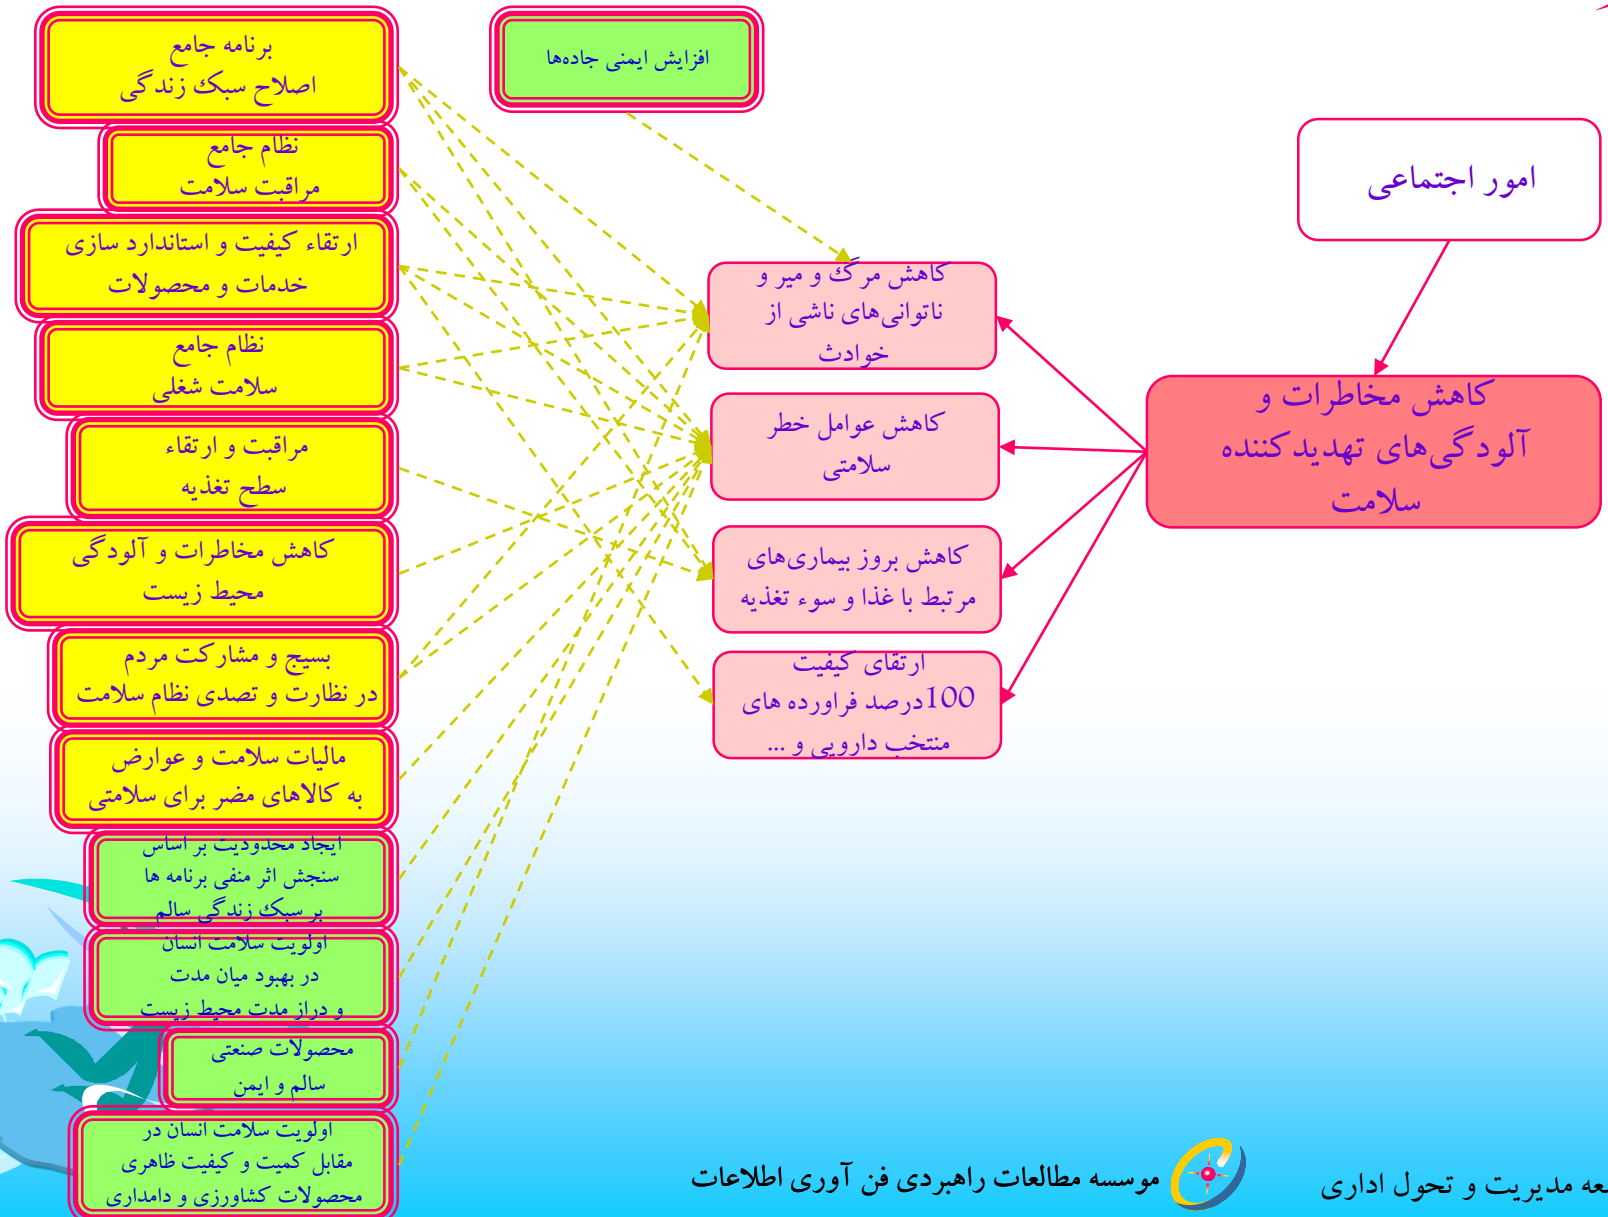 امور اجتماعی
کاهش مخاطرات و
آلودگی‌های تهدیدکننده
سلامت
افزایش ایمنی جاده‌ها
کاهش مرگ و میر و
ناتوانی‌های ناشی از
خوادث
کاهش عوامل خطر
سلامتی
کاهش بروز بیماری‌های
مرتبط با غذا و سوء تغذیه
ارتقای کیفیت
100درصد فراورده های
منتخب دارویی و ...
برنامه جامع
اصلاح سبک زندگی
نظام جامع
مراقبت سلامت
ارتقاء کیفیت و استاندارد سازی
خدمات و محصولات
نظام جامع
سلامت شغلی
مراقبت و ارتقاء
سطح تغذیه
کاهش مخاطرات و آلودگی
محیط زیست
بسیج و مشارکت مردم
در نظارت و تصدی نظام سلامت
مالیات سلامت و عوارض
به کالاهای مضر برای سلامتی
ایجاد محدودیت بر اساس
سنجش اثر منفی برنامه ها
بر سبک زندگی سالم
اولویت سلامت انسان
در بهبود میان مدت
و دراز مدت محیط زیست
محصولات صنعتی
سالم و ایمن
اولویت سلامت انسان در
مقابل کمیت و کیفیت ظاهری
محصولات کشاورزی و دامداری
مدیریت و تحول اداری
موسسه مطالعات راهبردی فن آوری اطلاعات